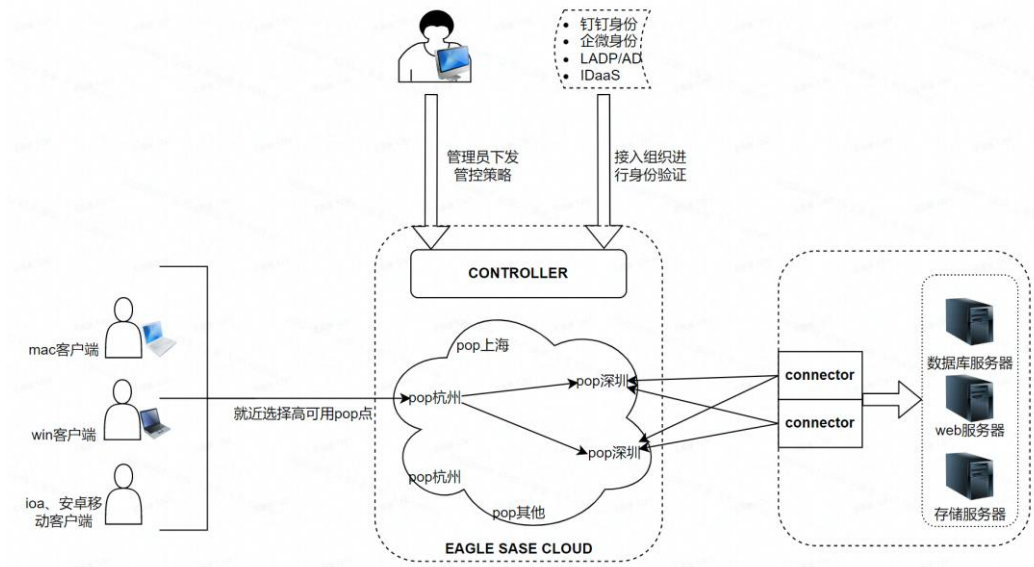 钉钉身份
企微身份
LADP/AD
IDaaS
管理员下发
管控策略
接入组织进
行身份验证
CONTROLLER
mac客户端
win客户端
ioa、安卓移
动客户端
就近选择高可用pop点
pop上海
pop杭州
pop深圳
pop深圳
pop杭州
pop其他
EAGLE SASE CLOUD
connector
connector
数据库服务器
web服务器
存储服务器